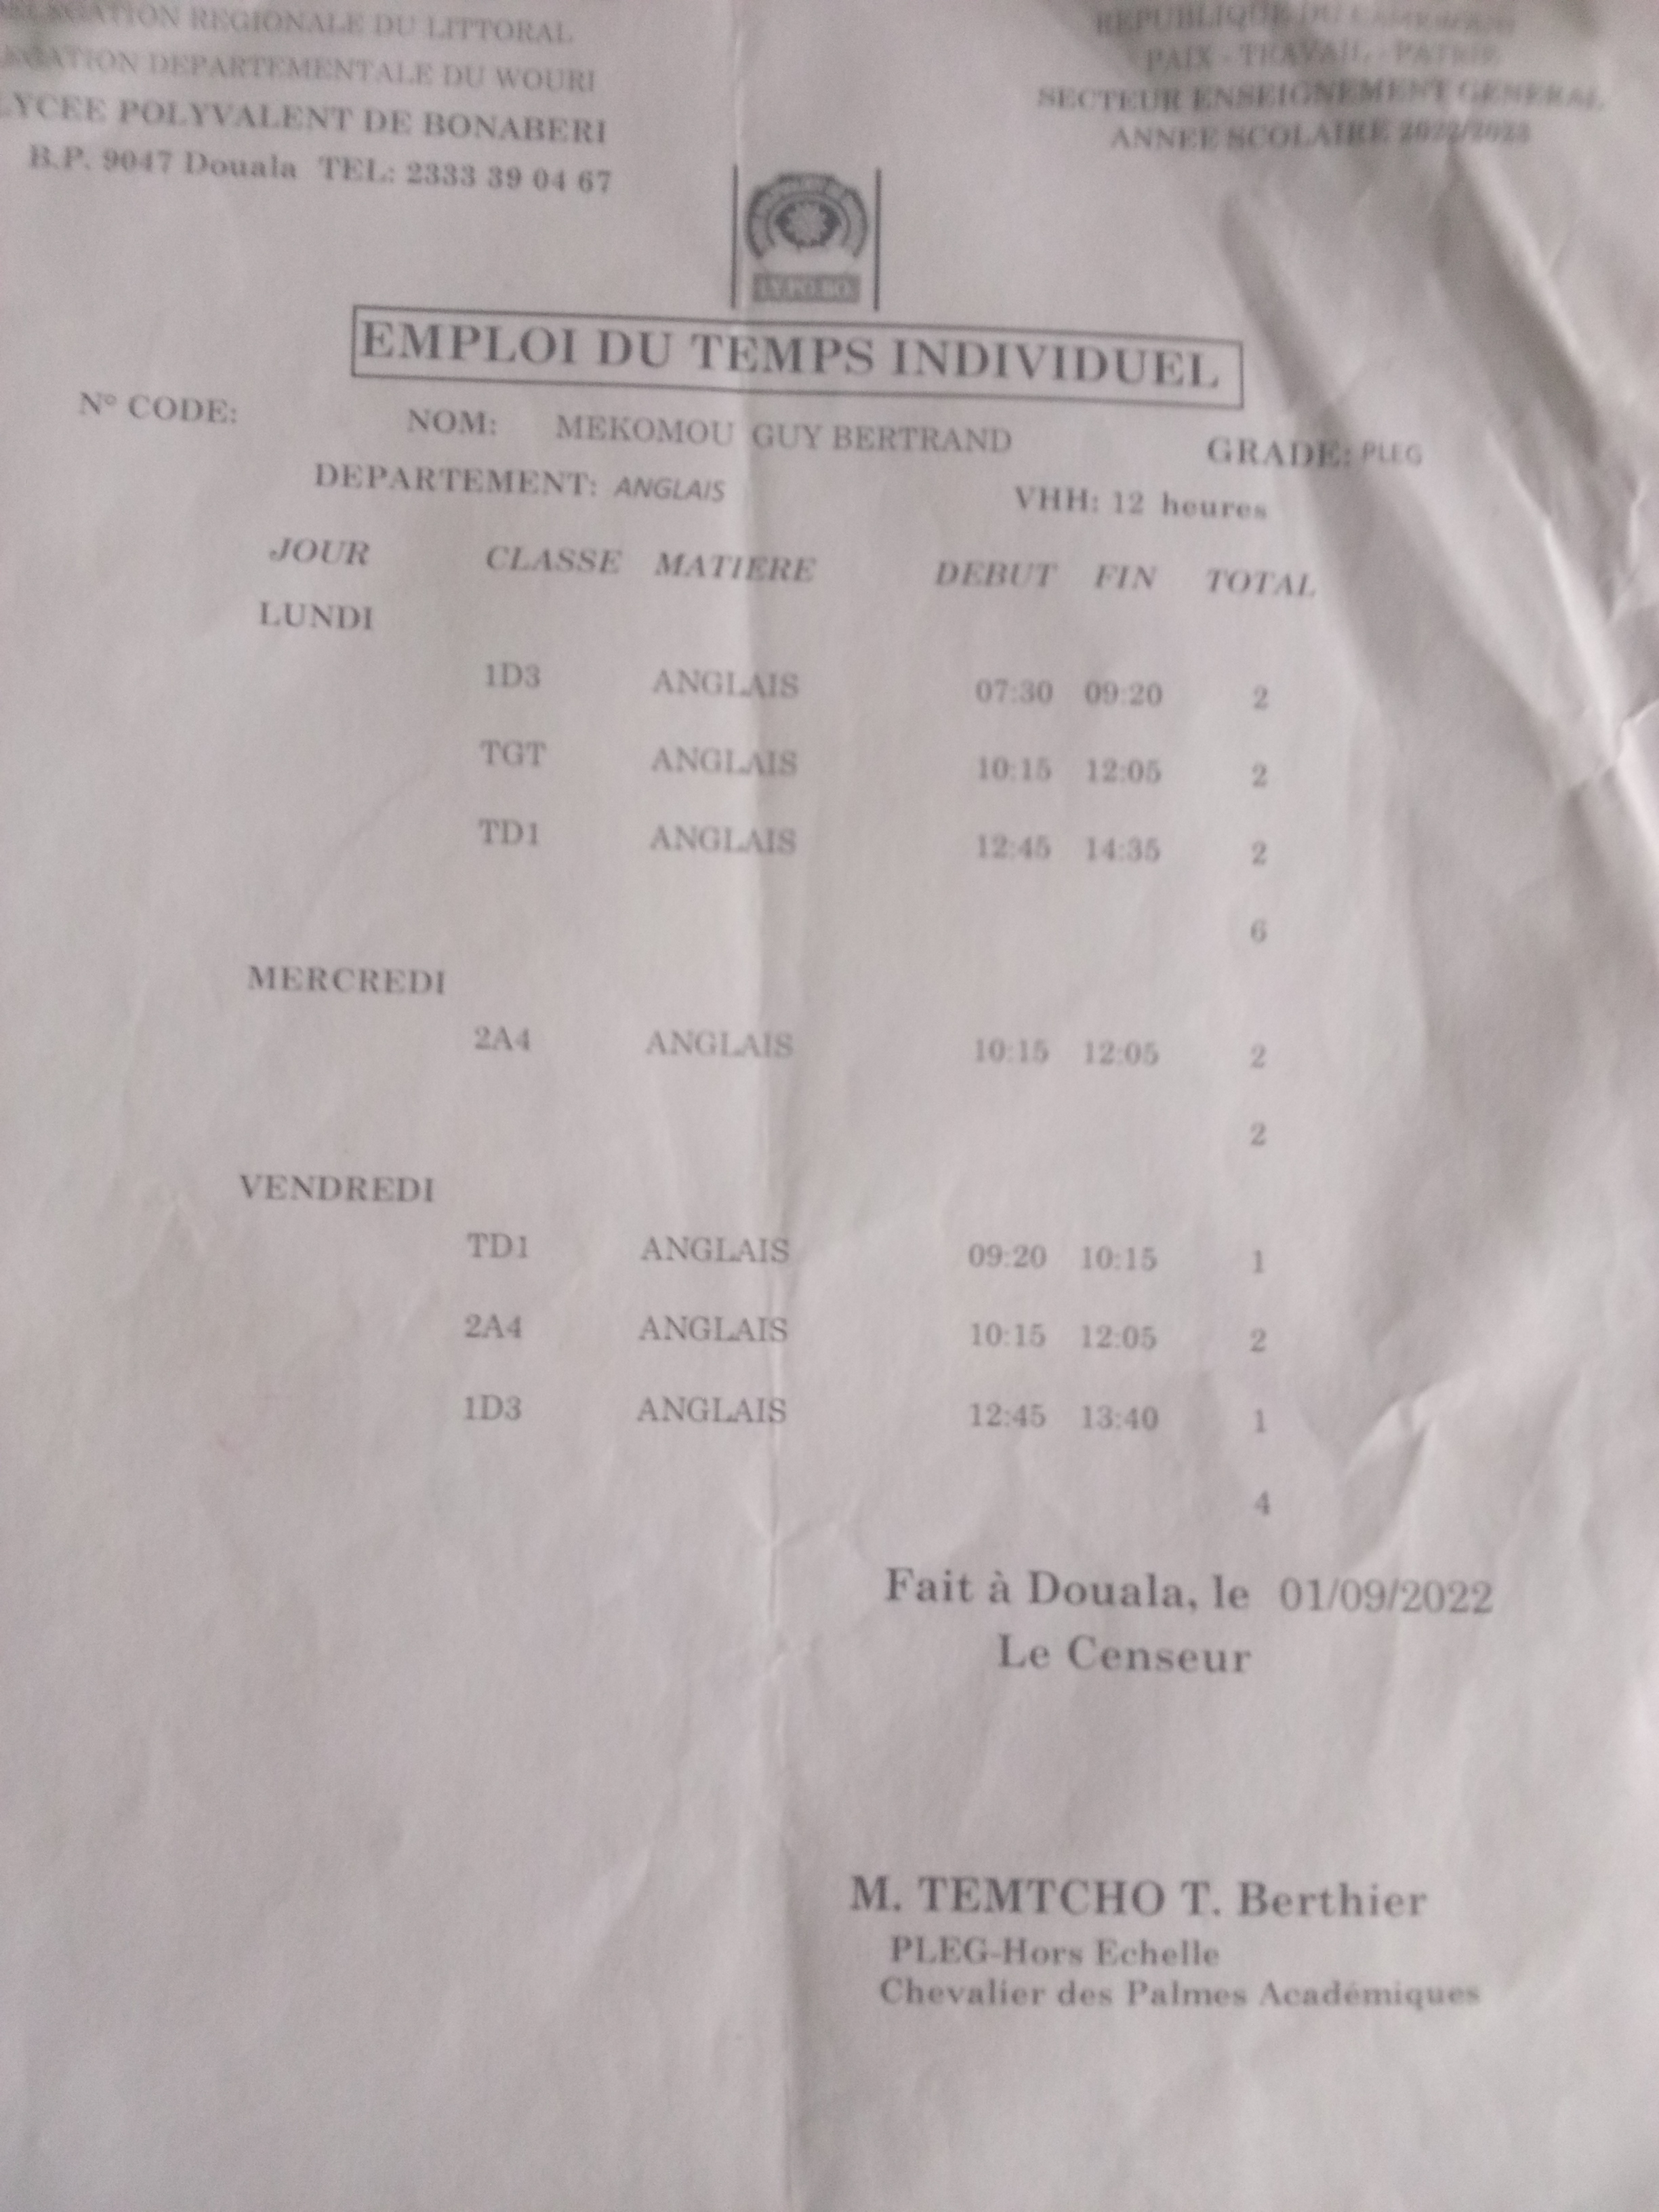 REGIONALE DU LITTORAL
DEPARTEMENTALE DU WOURI
LYCEE POLYVALENT DE BONABERI
B.P. 9047 Douala TEL: 2333 39 04 67
REPUBLIQUE DU CAMEROUN
PAIX - TRAVAIL - PATRIE
SECTEUR ENSEIGNEMENT GENERAL
ANNEE SCOLAIRE 2022/2023
LY.PO.BO.
EMPLOI DU TEMPS INDIVIDUEL
N° CODE: NOM: MEKOMOU GUY BERTRAND GRADE: PLEG
DEPARTEMENT: ANGLAIS VHH: 12 heures
JOUR CLASSE MATIERE DEBUT FIN TOTAL
LUNDI
1D3 ANGLAIS 07:30 09:20 2
TGT ANGLAIS 10:15 12:05 2
TD1 ANGLAIS 12:45 14:35 2
6
MERCREDI
2A4 ANGLAIS 10:15 12:05 2
2
VENDREDI
TD1 ANGLAIS 09:20 10:15 1
2A4 ANGLAIS 10:15 12:05 2
1D3 ANGLAIS 12:45 13:40 1
4
Fait à Douala, le 01/09/2022
Le Censeur
M. TEMTCHO T. Berthier
PLEG-Hors Echelle
Chevalier des Palmes Académiques